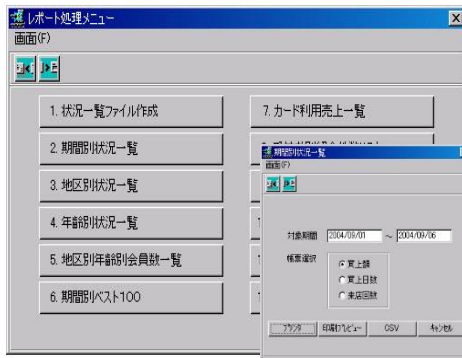 レポート処理メニュー
画面(F)
1. 状況一覧ファイル作成
2. 期間別状況一覧
3. 地区別状況一覧
4. 年齢別状況一覧
5. 地区別年齢別会員数一覧
6. 期間別ベスト100
7. カード利用売上一覧
期間別状況一覧
画面(F)
対象期間 2004/09/01 ～ 2004/09/06
帳票選択
買上額
買上日数
来店回数
プリンタ 印刷プレビュー CSV キャンセル